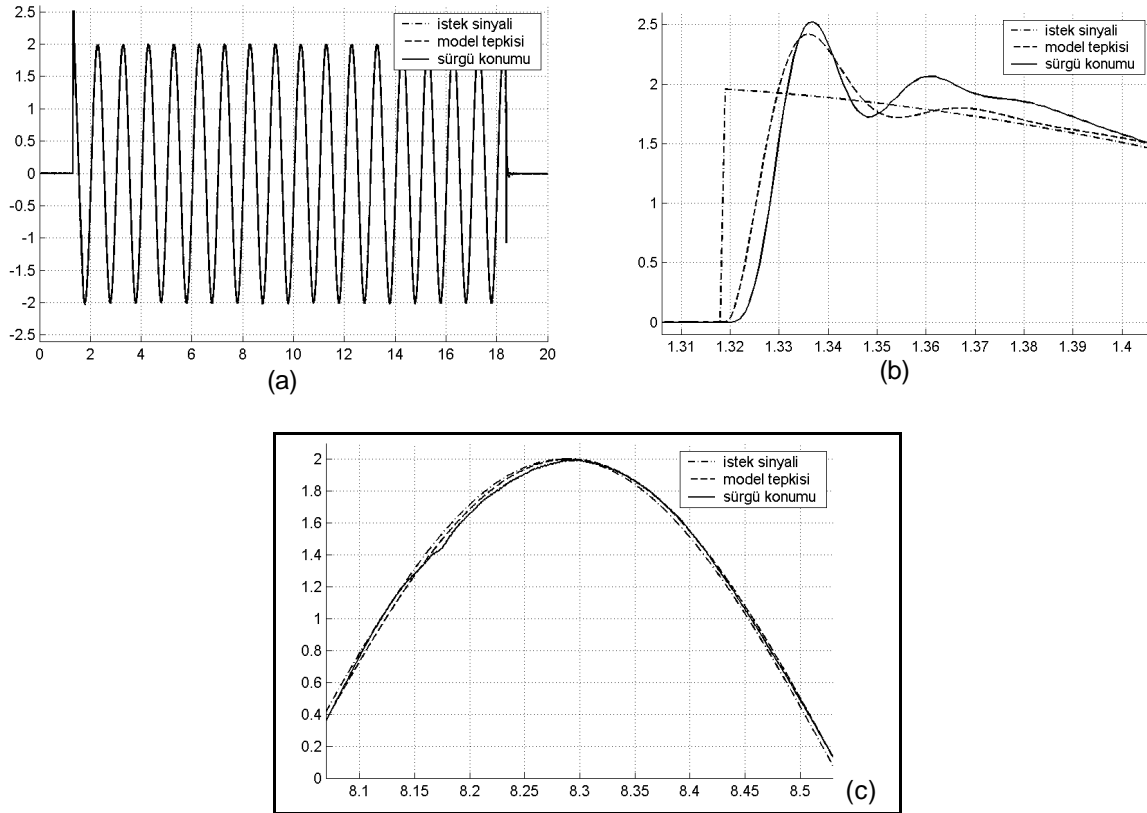 istek sinyali
model tepkisi
sürgü konumu
2.5
2
1.5
1
0.5
0
-0.5
-1
-1.5
-2
-2.5
0 2 4 6 8 10 12 14 16 18 20
(a)
istek sinyali
model tepkisi
sürgü konumu
2.5
2
1.5
1
0.5
0
1.31 1.32 1.33 1.34 1.35 1.36 1.37 1.38 1.39 1.4
(b)
istek sinyali
model tepkisi
sürgü konumu
2
1.8
1.6
1.4
1.2
1
0.8
0.6
0.4
0.2
0
8.1 8.15 8.2 8.25 8.3 8.35 8.4 8.45 8.5
(c)